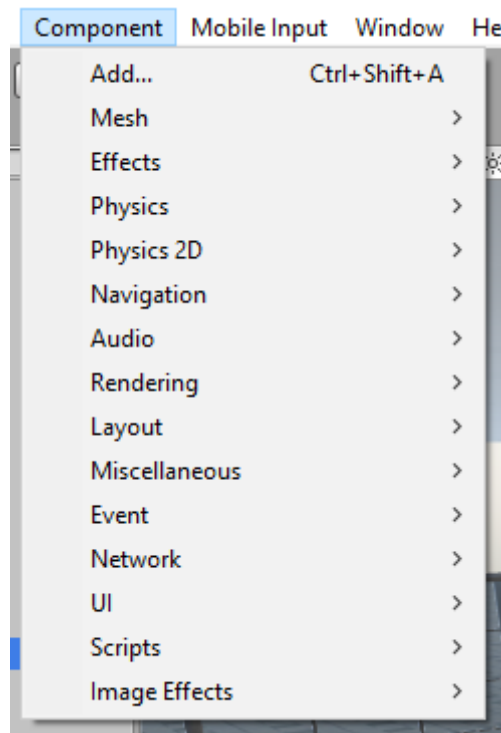 Component Mobile Input Window He
Add... Ctrl+Shift+A
Mesh
Effects
Physics
Physics 2D
Navigation
Audio
Rendering
Layout
Miscellaneous
Event
Network
UI
Scripts
Image Effects